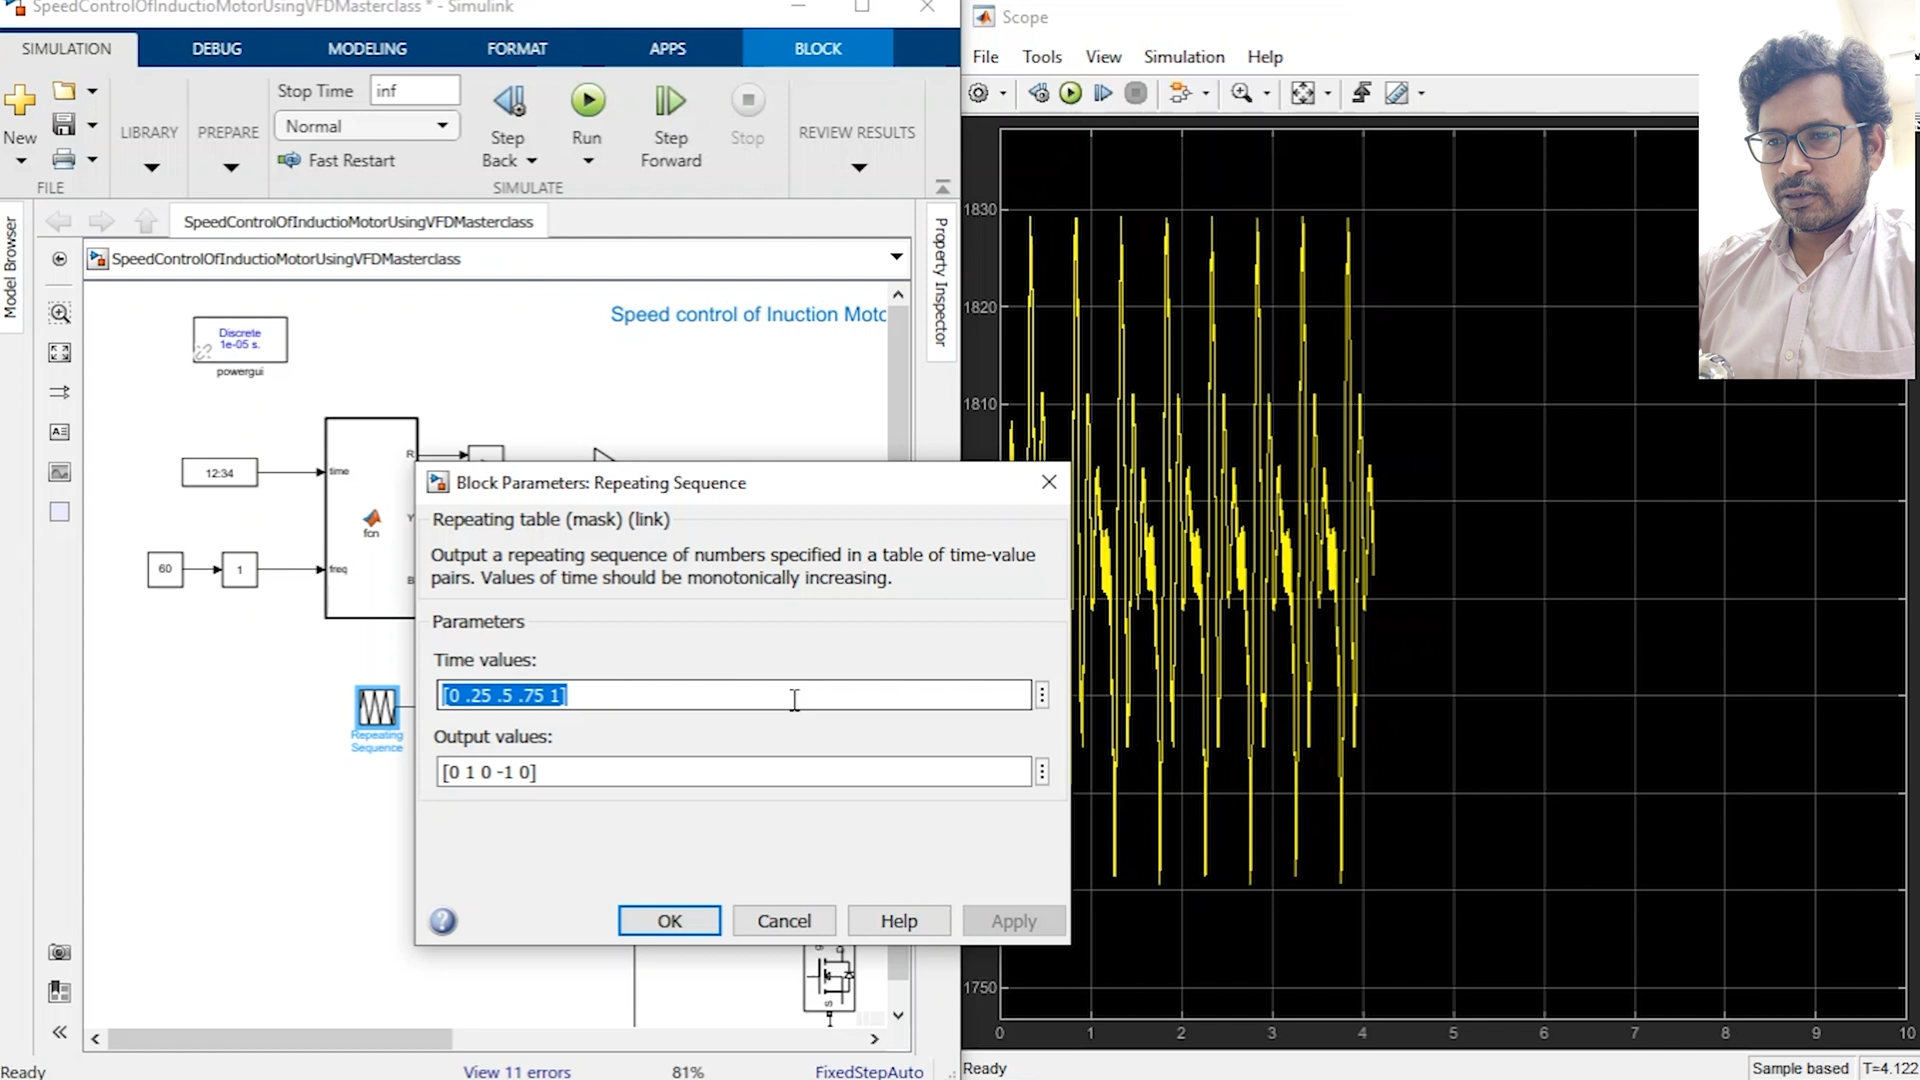 SpeedControlOfInductioMotorUsingVFDMasterclass * - Simulink
SIMULATION DEBUG MODELING FORMAT APPS BLOCK
New
FILE
LIBRARY
PREPARE
Stop Time inf
Normal
Fast Restart
Step Back
Run
Step Forward
Stop
SIMULATE
REVIEW RESULTS
SpeedControlOfInductioMotorUsingVFDMasterclass
SpeedControlOfInductioMotorUsingVFDMasterclass
Model Browser
Property Inspector
Speed control of Inuction Moto
Discrete
1e-05 s.
powergui
12:34
time
R
fcn
Y
60
1
freq
B
Repeating
Sequence
Block Parameters: Repeating Sequence
Repeating table (mask) (link)
Output a repeating sequence of numbers specified in a table of time-value
pairs. Values of time should be monotonically increasing.
Parameters
Time values:
[0 .25 .5 .75 1]
Output values:
[0 1 0 -1 0]
OK Cancel Help Apply
S
Ready View 11 errors 81% FixedStepAuto
Scope
File Tools View Simulation Help
1830
1820
1810
1750
0 1 2 3 4 5 6 7 8 9 10
Ready Sample based T=4.122